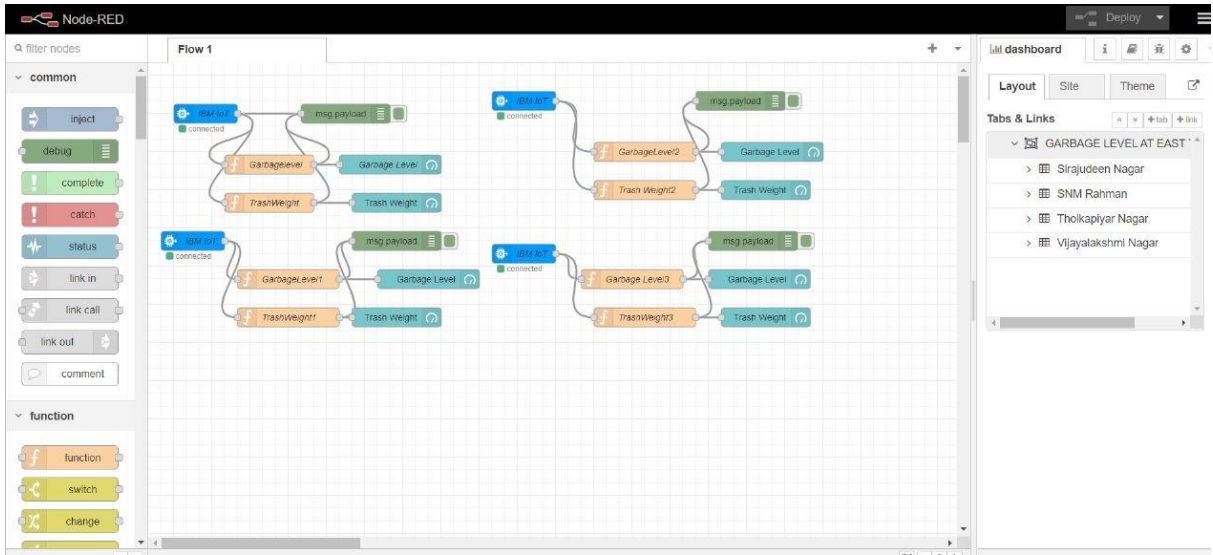 Node-RED
Deploy
filter nodes
common
inject
debug
complete
catch
status
link in
link call
link out
comment
function
function
switch
change
Flow 1
IBM IoT
connected
msg.payload
Garbagelevel
Garbage Level
TrashWeight
Trash Weight
IBM IoT
connected
msg.payload
GarbageLevel2
Garbage Level
Trash Weight2
Trash Weight
IBM IoT
connected
msg.payload
GarbageLevel1
Garbage Level
TrashWeight1
Trash Weight
IBM IoT
connected
msg.payload
Garbage Level3
Garbage Level
TrashWeight3
Trash Weight
dashboard
i
Layout Site Theme
Tabs & Links
+tab +link
GARBAGE LEVEL AT EAST
Sirajudeen Nagar
SNM Rahman
Tholkapiyar Nagar
Vijayalakshmi Nagar